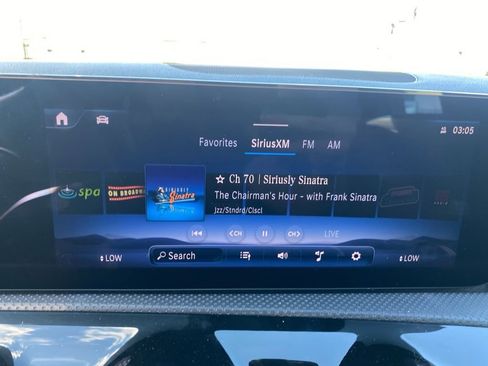 03:05
Favorites SiriusXM FM AM
spa
ON BROADWAY
SIRIUSLY
Sinatra
Ch 70 | Siriusly Sinatra
The Chairman's Hour - with Frank Sinatra
Jzz/Stndrd/Clscl
CH CH LIVE
LOW Search LOW